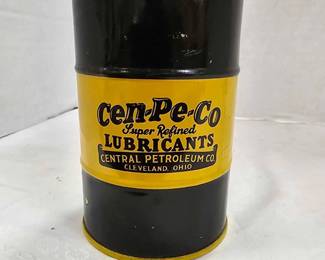 Cen-Pe-Co
Super Refined
LUBRICANTS
CENTRAL PETROLEUM CO.
CLEVELAND, OHIO